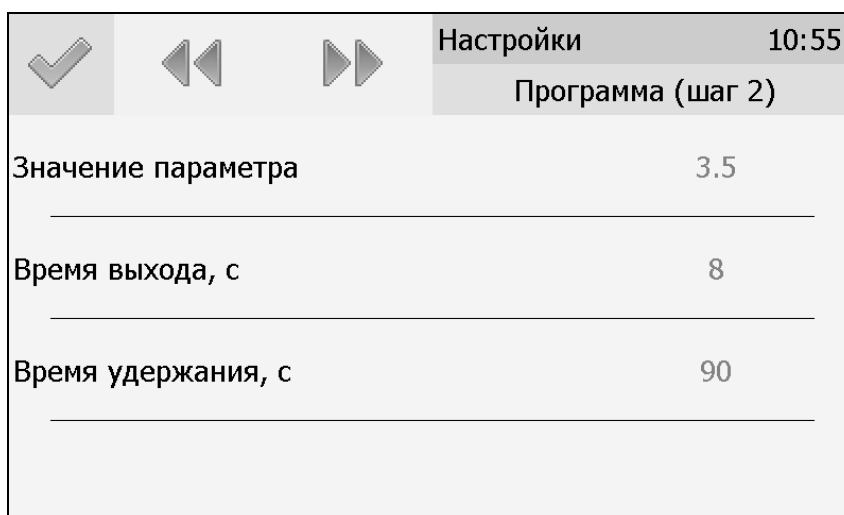 Настройки 10:55
Программа (шаг 2)
Значение параметра 3.5
Время выхода, с 8
Время удержания, с 90